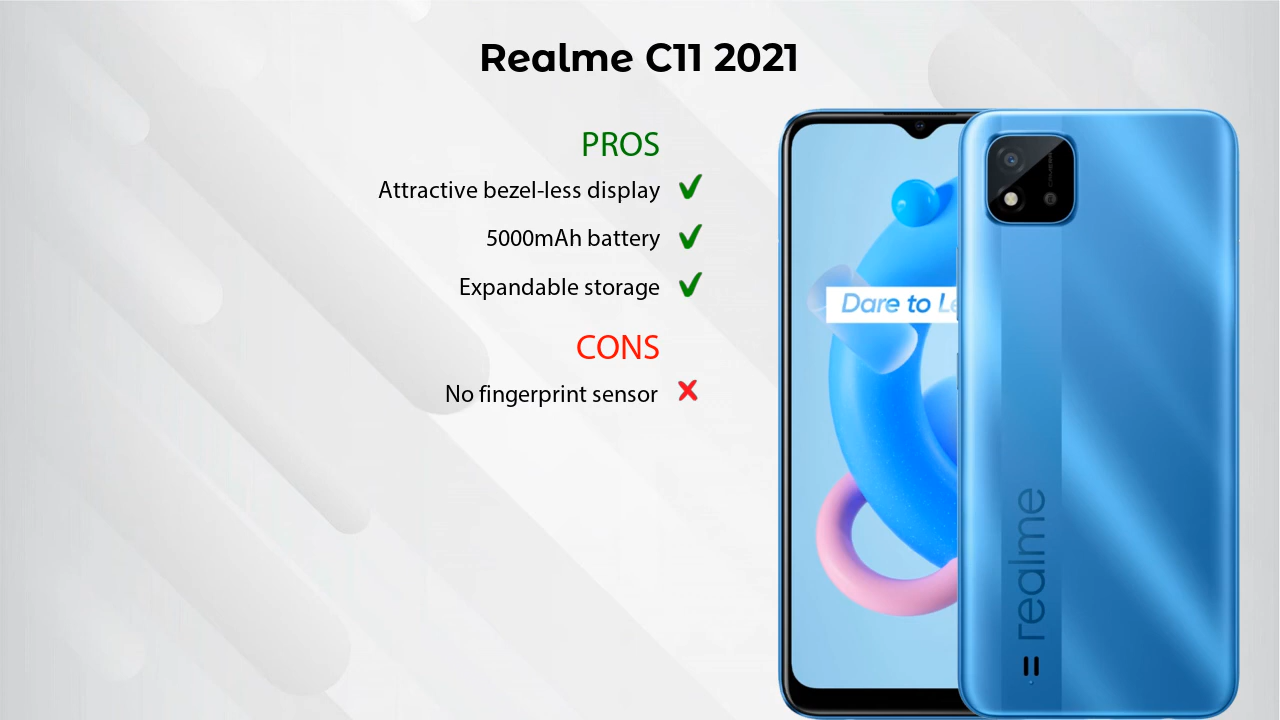 Realme C11 2021
PROS
Attractive bezel-less display
5000mAh battery
Expandable storage
CONS
No fingerprint sensor
Dare to Le
realme